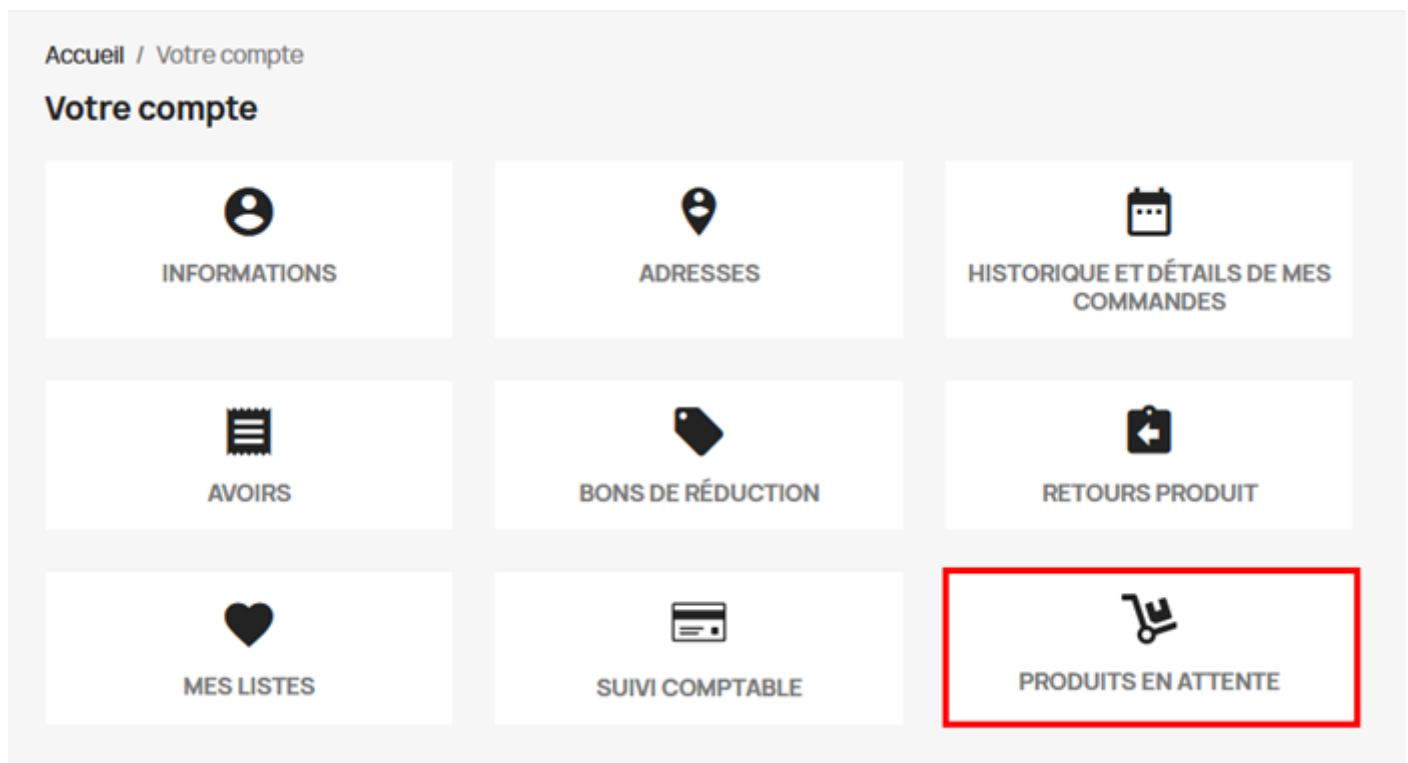 Accueil / Votre compte
Votre compte
INFORMATIONS
ADRESSES
HISTORIQUE ET DÉTAILS DE MES
COMMANDES
AVOIRS
BONS DE RÉDUCTION
RETOURS PRODUIT
MES LISTES
SUIVI COMPTABLE
PRODUITS EN ATTENTE